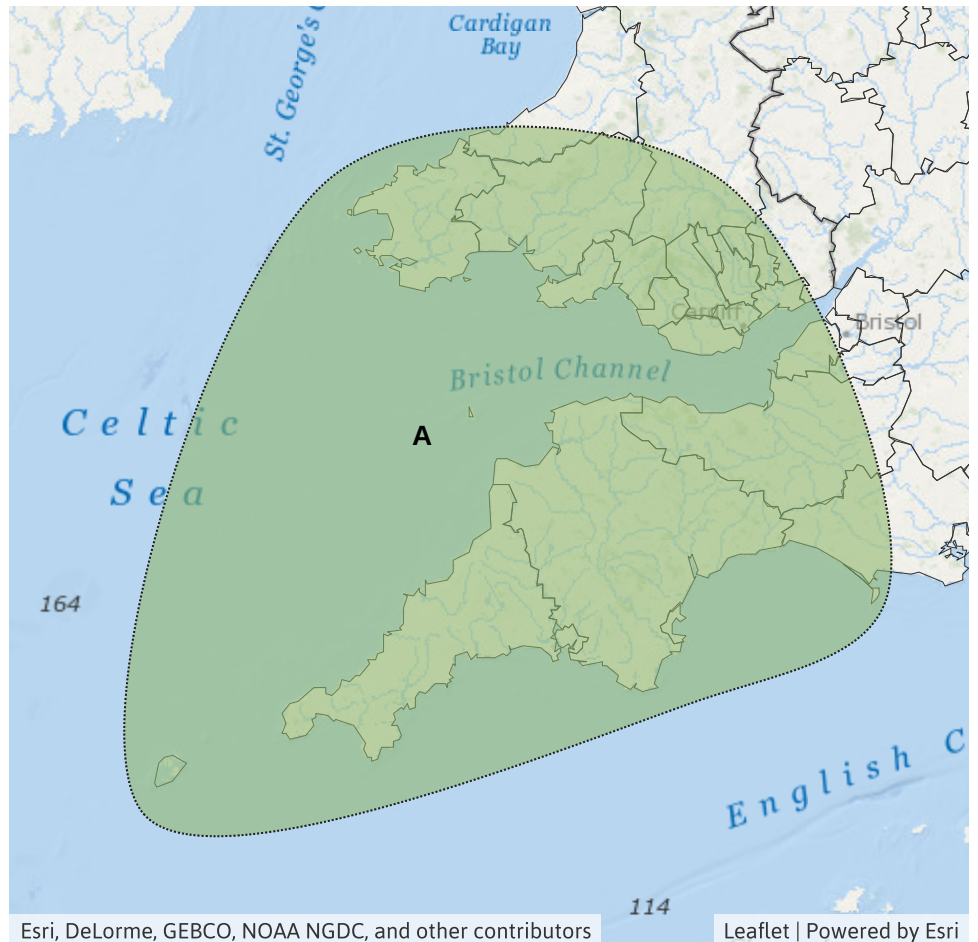 Cardigan
Bay
St. George's C
Cardiff
Bristol
Bristol Channel
Celtic
Sea
A
164
English C
114
Esri, DeLorme, GEBCO, NOAA NGDC, and other contributors
Leaflet | Powered by Esri